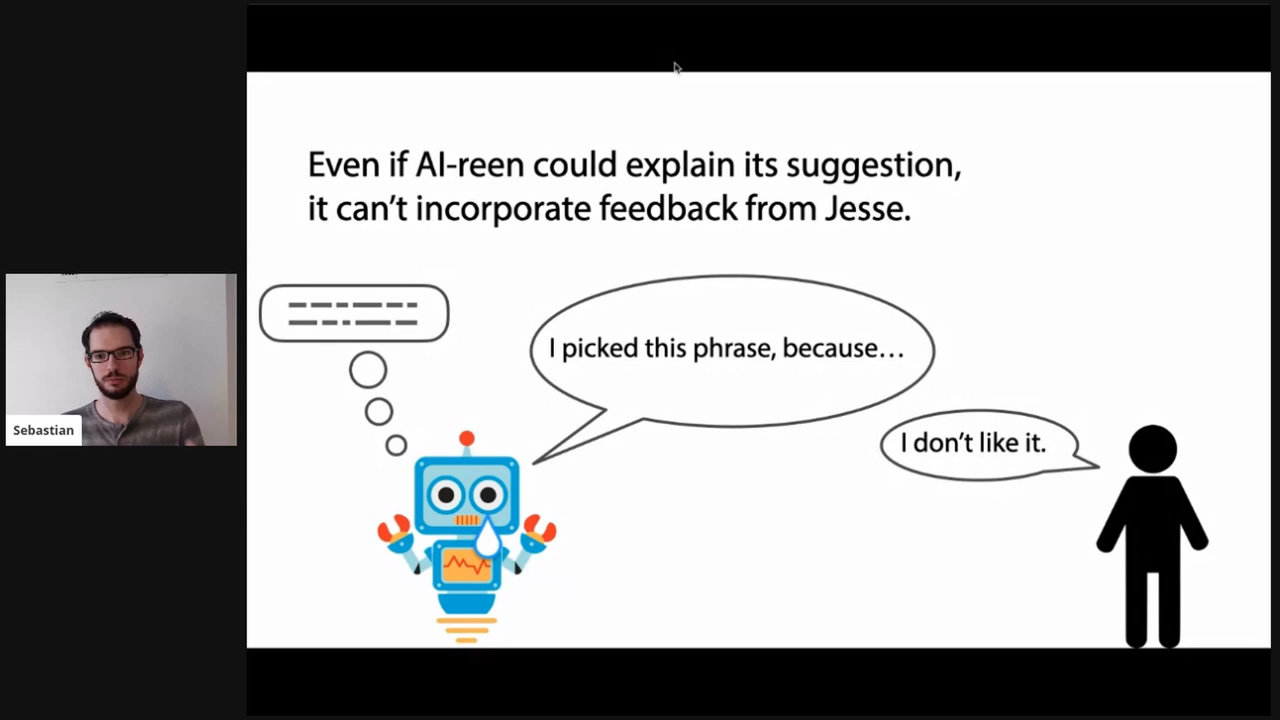 Even if AI-reen could explain its suggestion,
it can't incorporate feedback from Jesse.
I picked this phrase, because...
I don't like it.
Sebastian